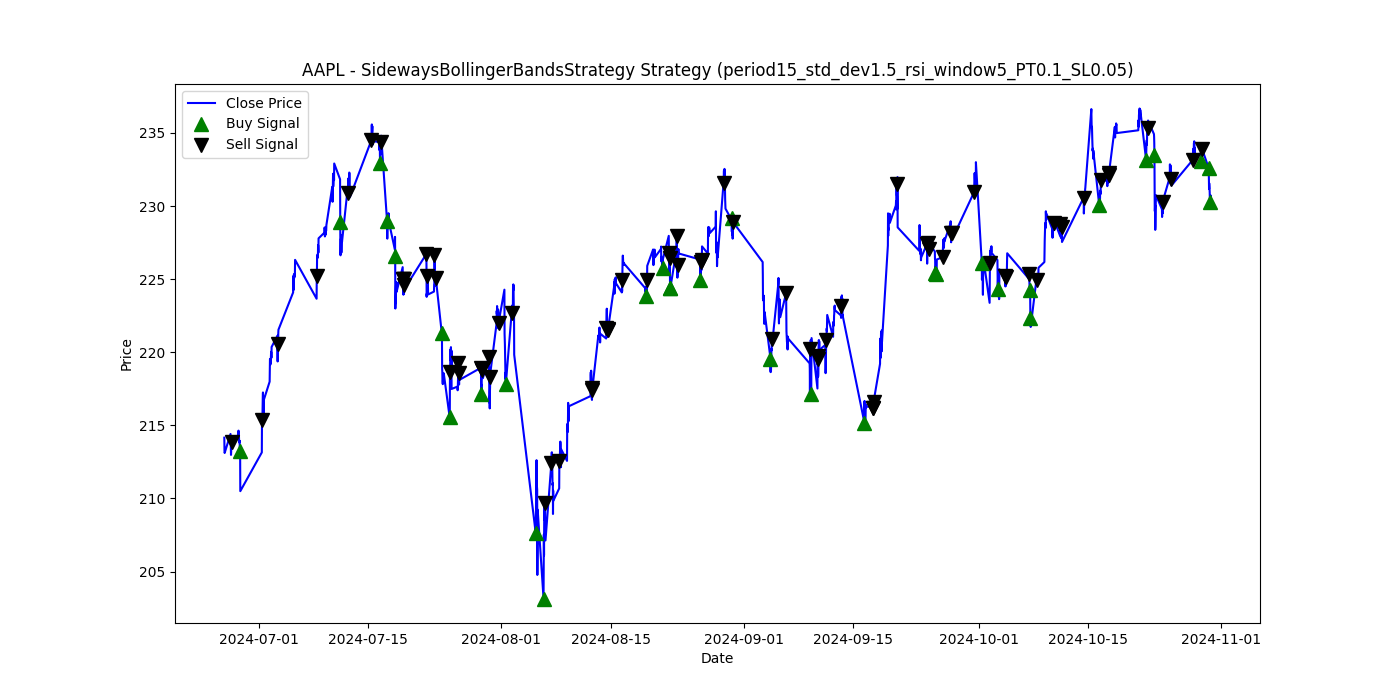 AAPL - SidewaysBollingerBandsStrategy Strategy (period15_std_dev1.5_rsi_window5_PT0.1_SL0.05)
Close Price
Buy Signal
Sell Signal
235
230
225
220
215
210
205
Price
2024-07-01
2024-07-15
2024-08-01
2024-08-15
2024-09-01
2024-09-15
2024-10-01
2024-10-15
2024-11-01
Date